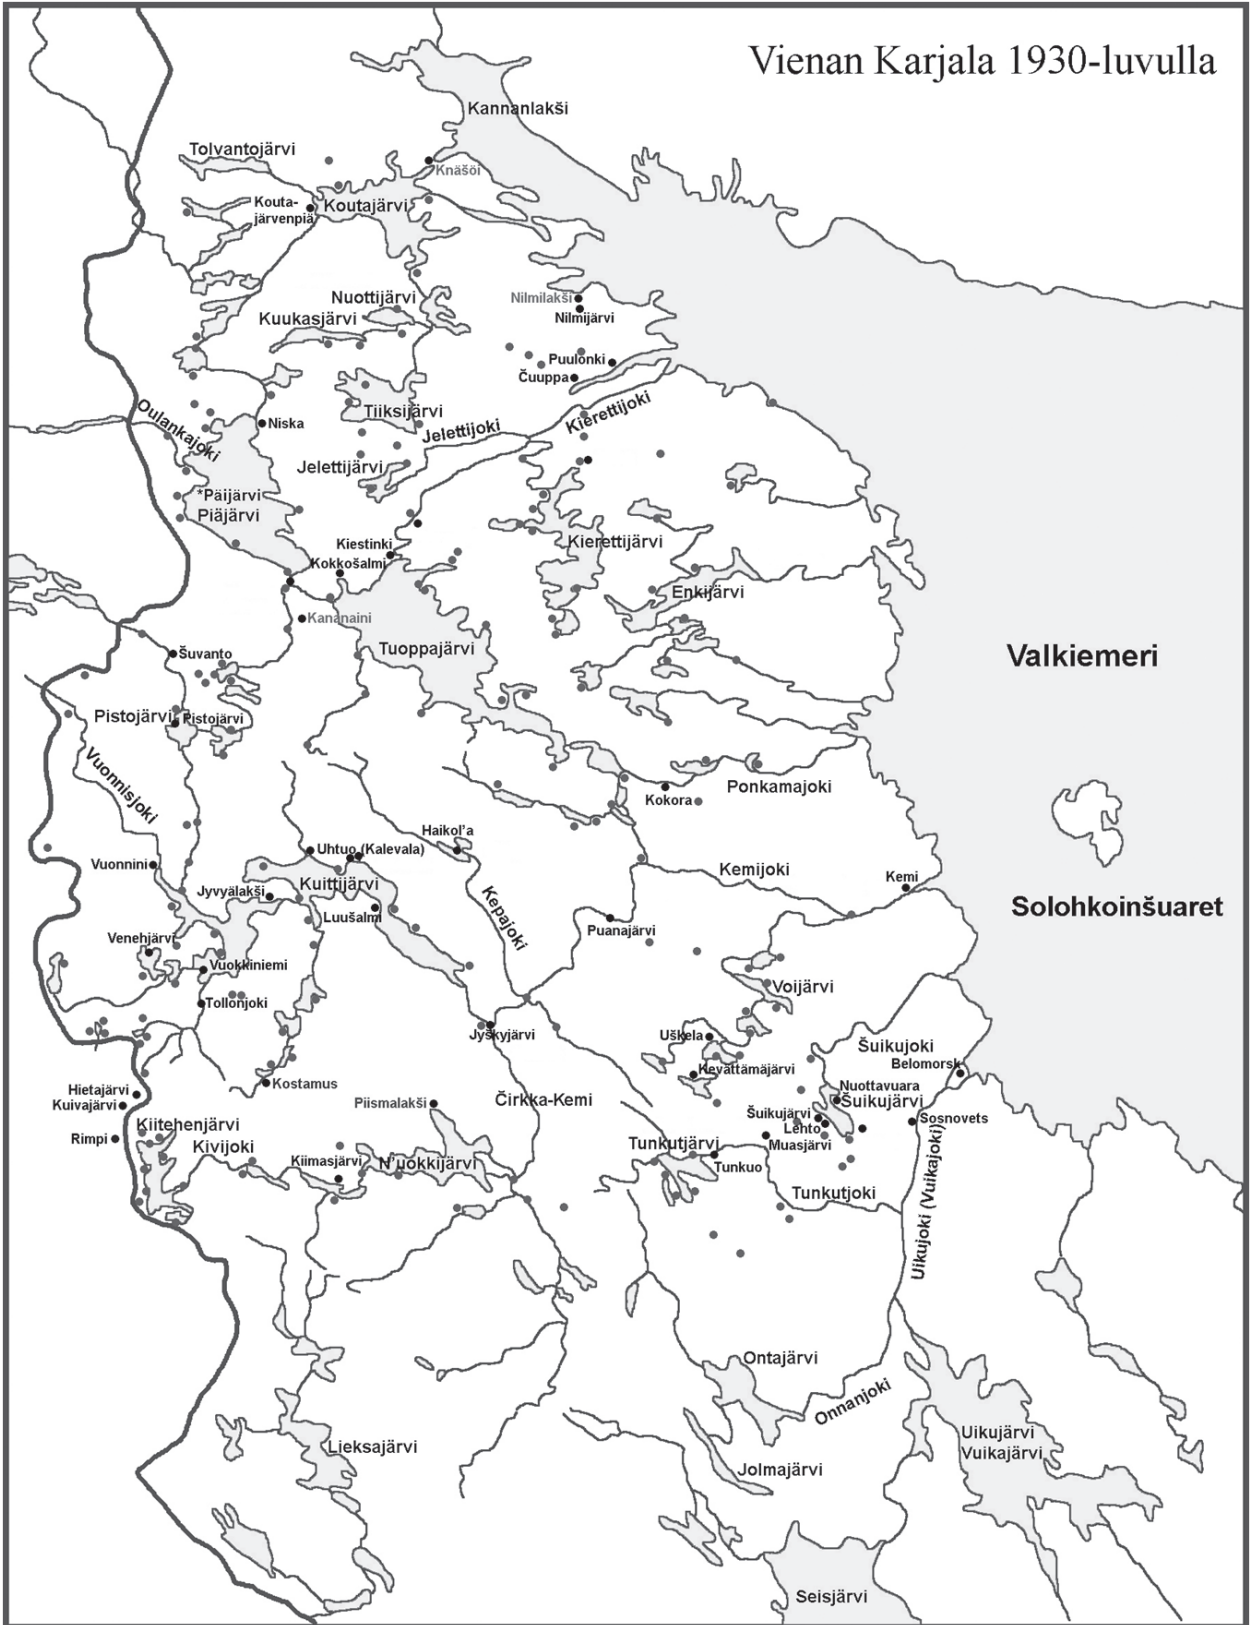 Vienan Karjala 1930-luvulla
Kannanlakši
Tolvantojärvi
Knäšöi
Kouta-
järvenpiä
Koutajärvi
Nuottijärvi
Kuukasjärvi
Nilmilakši
Nilmijärvi
Puulonki
Čuuppa
Oulankajoki
Niska
Tiiksijärvi
Jelettijoki
Kierettijoki
Jelettijärvi
*Päijärvi
Piäjärvi
Kiestinki
Kokkošalmi
Kierettijärvi
Enkijärvi
Kananaini
Tuoppajärvi
Šuvanto
Valkiemeri
Pistojärvi
Pistojärvi
Vuonnisjoki
Kokora
Ponkamajoki
Haikol'a
Uhtuo (Kalevala)
Vuonnini
Kuittijärvi
Jyvyälakši
Luušalmi
Kepajoki
Kemijoki
Kemi
Solohkoinšuaret
Puanajärvi
Venehjärvi
Vuokkiniemi
Tollonjoki
Voijärvi
Jyškyjärvi
Uškela
Šuikujoki
Belomorsk
Kevättämäjärvi
Kostamus
Hietajärvi
Kuivajärvi
Piismalakši
Čirkka-Kemi
Nuottavuara
Šuikujärvi
Šuikujärvi
Lehto
Sosnovets
Rimpi
Kiitehenjärvi
Kivijoki
Kiimasjärvi
N'uokkijärvi
Tunkutjärvi
Muasjärvi
Tunkuo
Tunkutjoki
Uikujoki (Vuikajoki)
Ontajärvi
Onnanjoki
Lieksajärvi
Uikujärvi
Vuikajärvi
Jolmajärvi
Seisjärvi